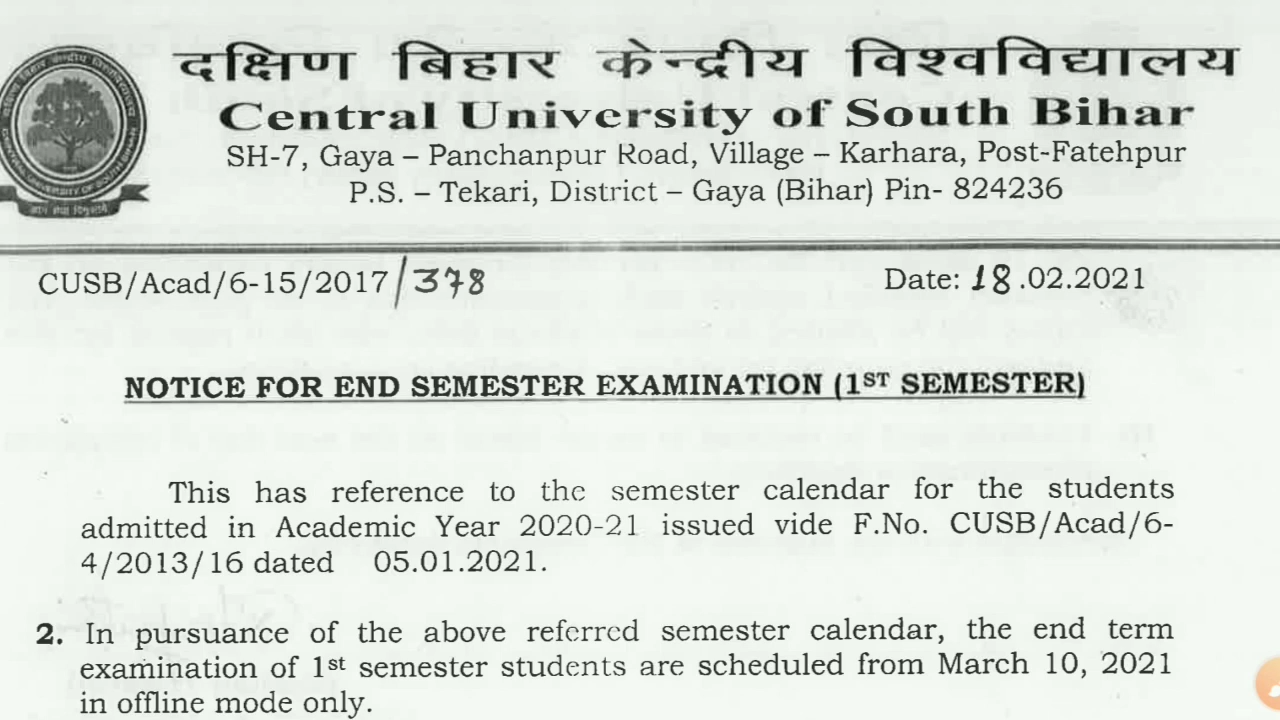 दक्षिण बिहार केन्द्रीय विश्वविद्यालय
Central University of South Bihar
SH-7, Gaya – Panchanpur Road, Village – Karhara, Post-Fatehpur
P.S. – Tekari, District – Gaya (Bihar) Pin- 824236
CUSB/Acad/6-15/2017/378 Date: 18.02.2021
NOTICE FOR END SEMESTER EXAMINATION (1ST SEMESTER)
This has reference to the semester calendar for the students
admitted in Academic Year 2020-21 issued vide F.No. CUSB/Acad/6-
4/2013/16 dated 05.01.2021.
2. In pursuance of the above referred semester calendar, the end term
examination of 1st semester students are scheduled from March 10, 2021
in offline mode only.